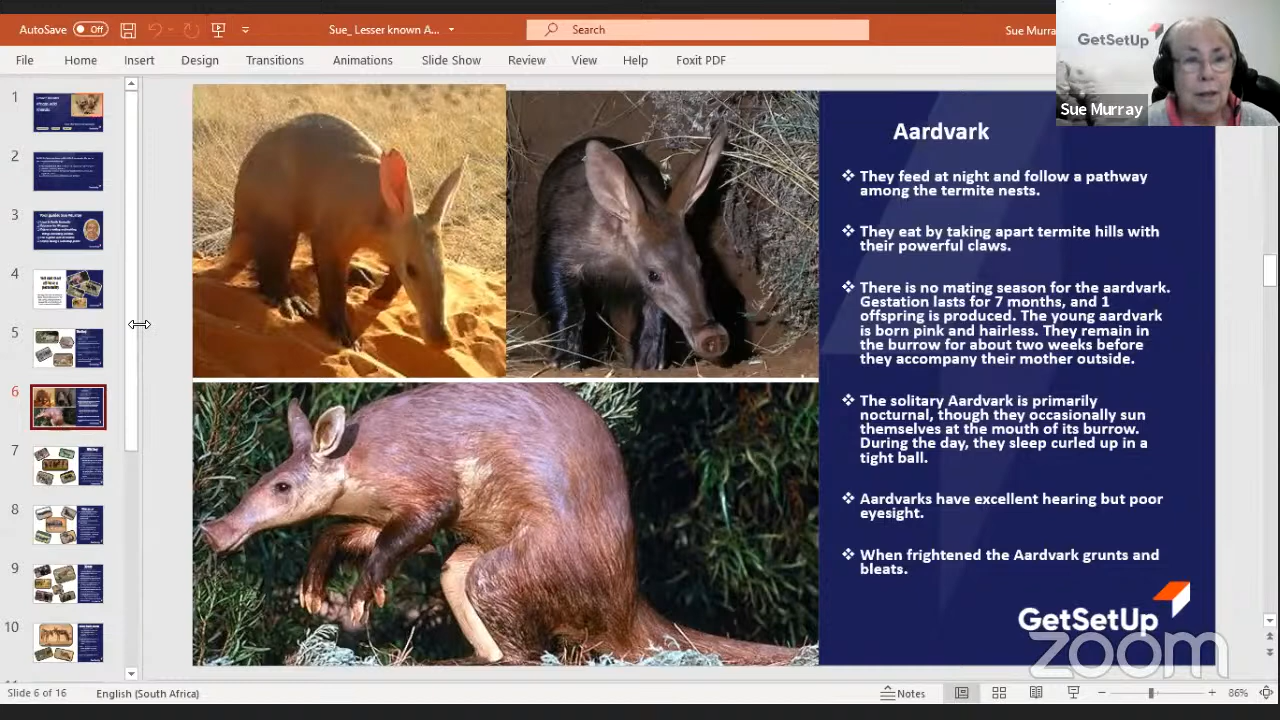 AutoSave
Off
Sue_ Lesser known A...
Search
Sue Murra
GetSetUp
Sue Murray
File
Home
Insert
Design
Transitions
Animations
Slide Show
Review
View
Help
Foxit PDF
1
2
3
4
5
6
7
8
9
10
Aardvark
❖ They feed at night and follow a pathway
among the termite nests.
❖ They eat by taking apart termite hills with
their powerful claws.
❖ There is no mating season for the aardvark.
Gestation lasts for 7 months, and 1
offspring is produced. The young aardvark
is born pink and hairless. They remain in
the burrow for about two weeks before
they accompany their mother outside.
❖ The solitary Aardvark is primarily
nocturnal, though they occasionally sun
themselves at the mouth of its burrow.
During the day, they sleep curled up in a
tight ball.
❖ Aardvarks have excellent hearing but poor
eyesight.
❖ When frightened the Aardvark grunts and
bleats.
GetSetUp
zoom
Slide 6 of 16
English (South Africa)
Notes
86%